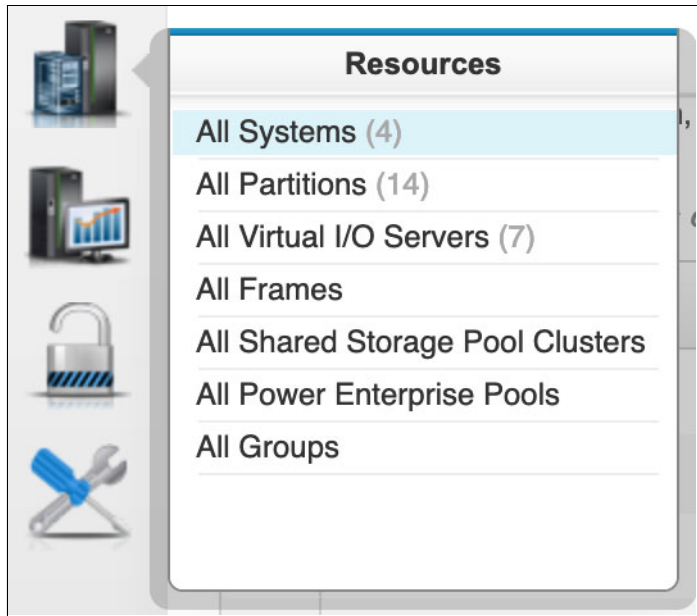 Resources
All Systems (4)
All Partitions (14)
All Virtual I/O Servers (7)
All Frames
All Shared Storage Pool Clusters
All Power Enterprise Pools
All Groups